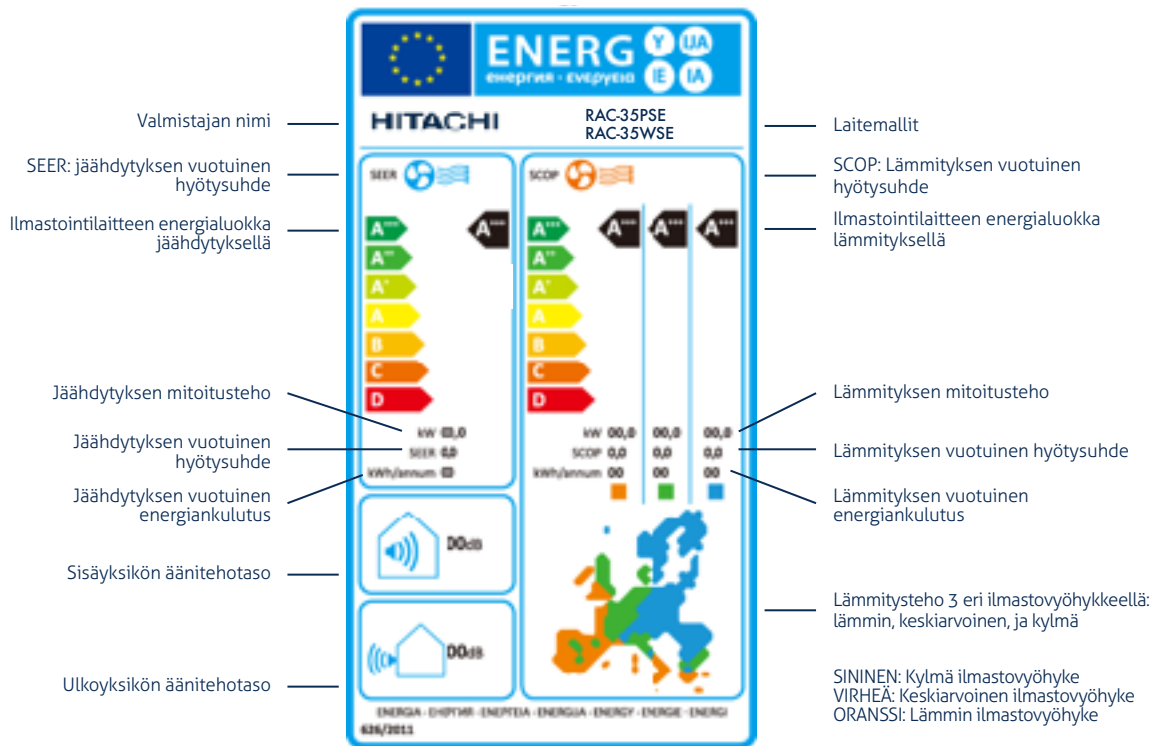 ENERG Y IJA
енергия · ενεργεια IE IA
Valmistajan nimi
HITACHI
RAC-35PSE
RAC-35WSE
Laitemallit
SEER: jäähdytyksen vuotuinen
hyötysuhde
SEER
SCOP
SCOP: Lämmityksen vuotuinen
hyötysuhde
Ilmastointilaitteen energialuokka
jäähdytyksellä
A+++
A++
A+
A
B
C
D
A+++
A+++
A++
A+
A
B
C
D
A+++ A+++ A+++
Ilmastointilaitteen energialuokka
lämmityksellä
Jäähdytyksen mitoitusteho
Jäähdytyksen vuotuinen
hyötysuhde
Jäähdytyksen vuotuinen
energiankulutus
kW 00,0
SEER 0,0
kWh/annum 00
kW 00,0 00,0 00,0
SCOP 0,0 0,0 0,0
kWh/annum 00 00 00
Lämmityksen mitoitusteho
Lämmityksen vuotuinen hyötysuhde
Lämmityksen vuotuinen
energiankulutus
Sisäyksikön äänitehotaso
00dB
Ulkoyksikön äänitehotaso
00dB
Lämmitysteho 3 eri ilmastovyöhykkeellä:
lämmin, keskiarvoinen, ja kylmä
SININEN: Kylmä ilmastovyöhyke
VIRHEÄ: Keskiarvoinen ilmastovyöhyke
ORANSSI: Lämmin ilmastovyöhyke
ENERGIA · ЕНЕРГИЯ · ΕΝΕΡΓΕΙΑ · ENERGIJA · ENERGY · ENERGIE · ENERGI
626/2011